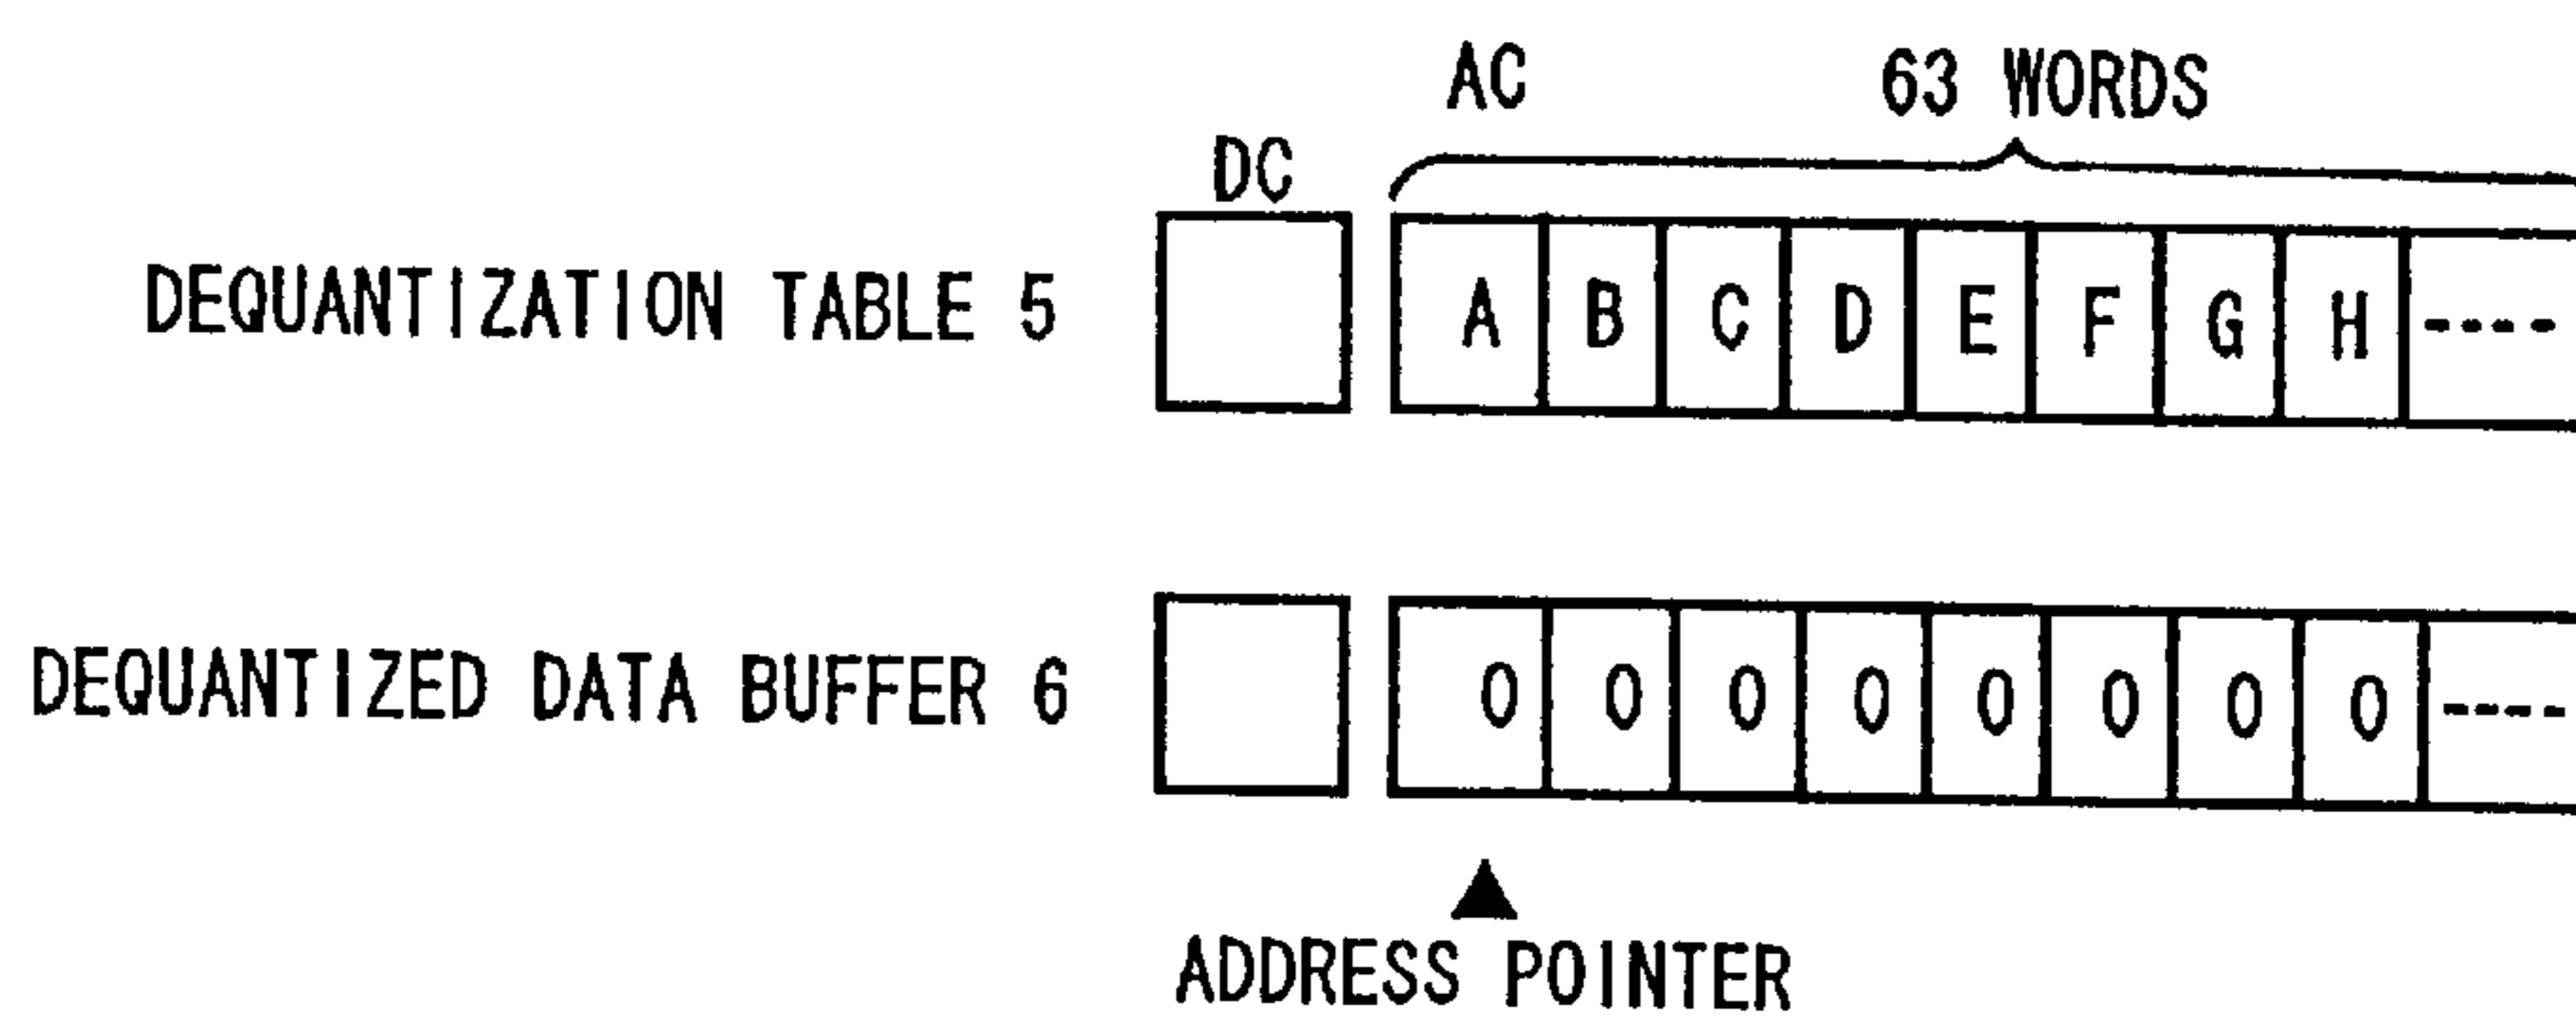 AC 63 WORDS
DC
DEQUANTIZATION TABLE 5 A B C D E F G H ----
DEQUANTIZED DATA BUFFER 6 0 0 0 0 0 0 0 0 ----
ADDRESS POINTER